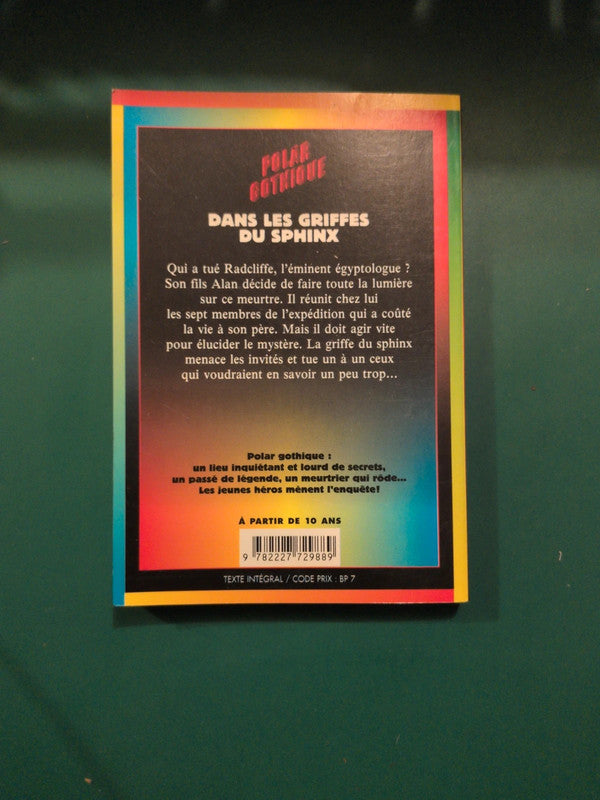 POLAR
GOTHIQUE
DANS LES GRIFFES
DU SPHINX
Qui a tué Radcliffe, l'éminent égyptologue ?
Son fils Alan décide de faire toute la lumière
sur ce meurtre. Il réunit chez lui
les sept membres de l'expédition qui a coûté
la vie à son père. Mais il doit agir vite
pour élucider le mystère. La griffe du sphinx
menace les invités et tue un à un ceux
qui voudraient en savoir un peu trop...
Polar gothique :
un lieu inquiétant et lourd de secrets,
un passé de légende, un meurtrier qui rôde...
Les jeunes héros mènent l'enquête!
À PARTIR DE 10 ANS
9 782227 729889
TEXTE INTÉGRAL / CODE PRIX : BP 7